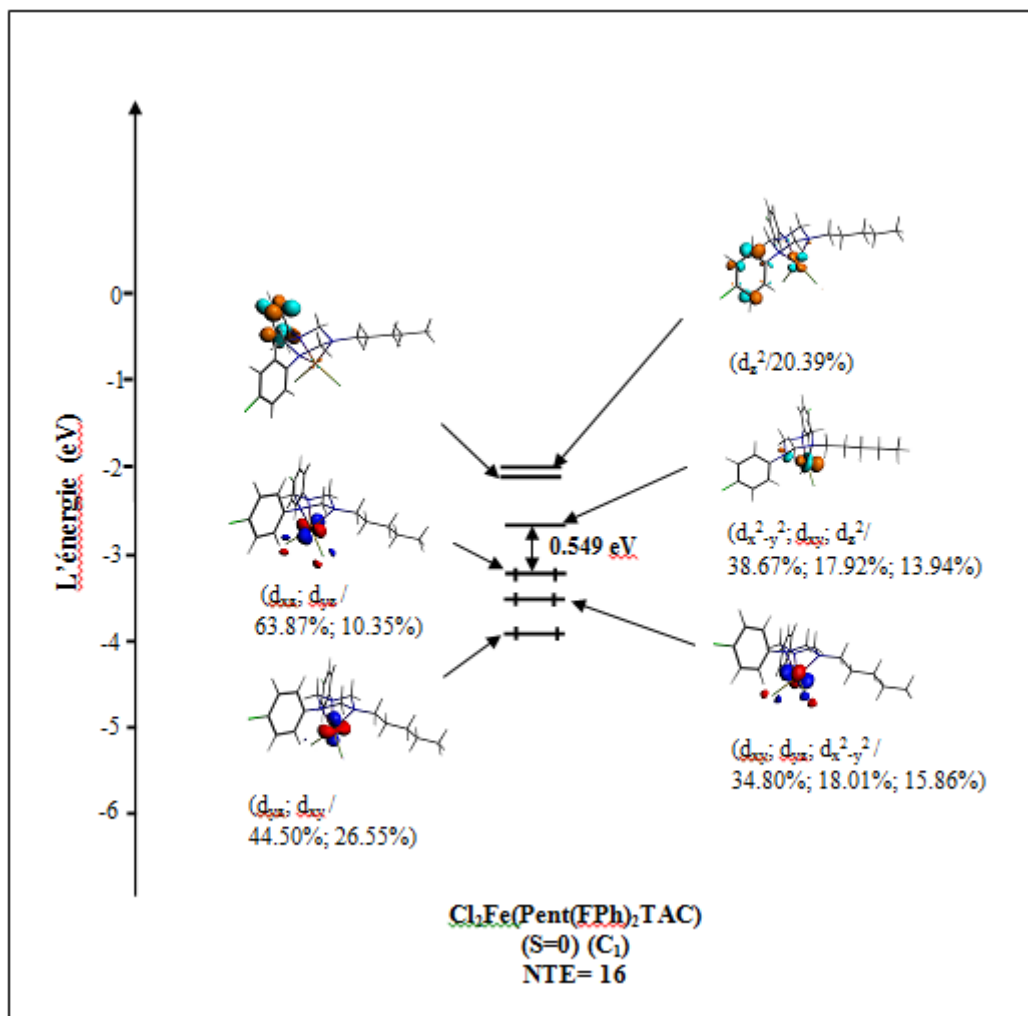 L'énergie (eV)
0
-1
-2
-3
-4
-5
-6
(dz²/20.39%)
0.549 eV
(dx²-y²; dxy; dz²/
38.67%; 17.92%; 13.94%)
(dxz; dyz/
63.87%; 10.35%)
(dxy; dyz; dx²-y²/
34.80%; 18.01%; 15.86%)
(dyz; dxy/
44.50%; 26.55%)
Cl₂Fe(Pent(FPh)₂TAC)
(S=0) (C₁)
NTE= 16